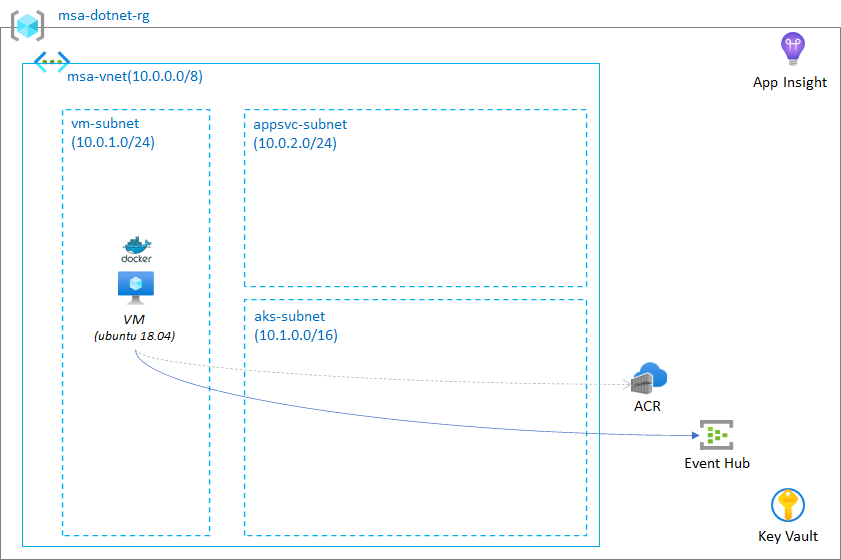 msa-dotnet-rg
msa-vnet(10.0.0.0/8)
App Insight
vm-subnet
(10.0.1.0/24)
appsvc-subnet
(10.0.2.0/24)
docker
VM
(ubuntu 18.04)
aks-subnet
(10.1.0.0/16)
ACR
Event Hub
Key Vault